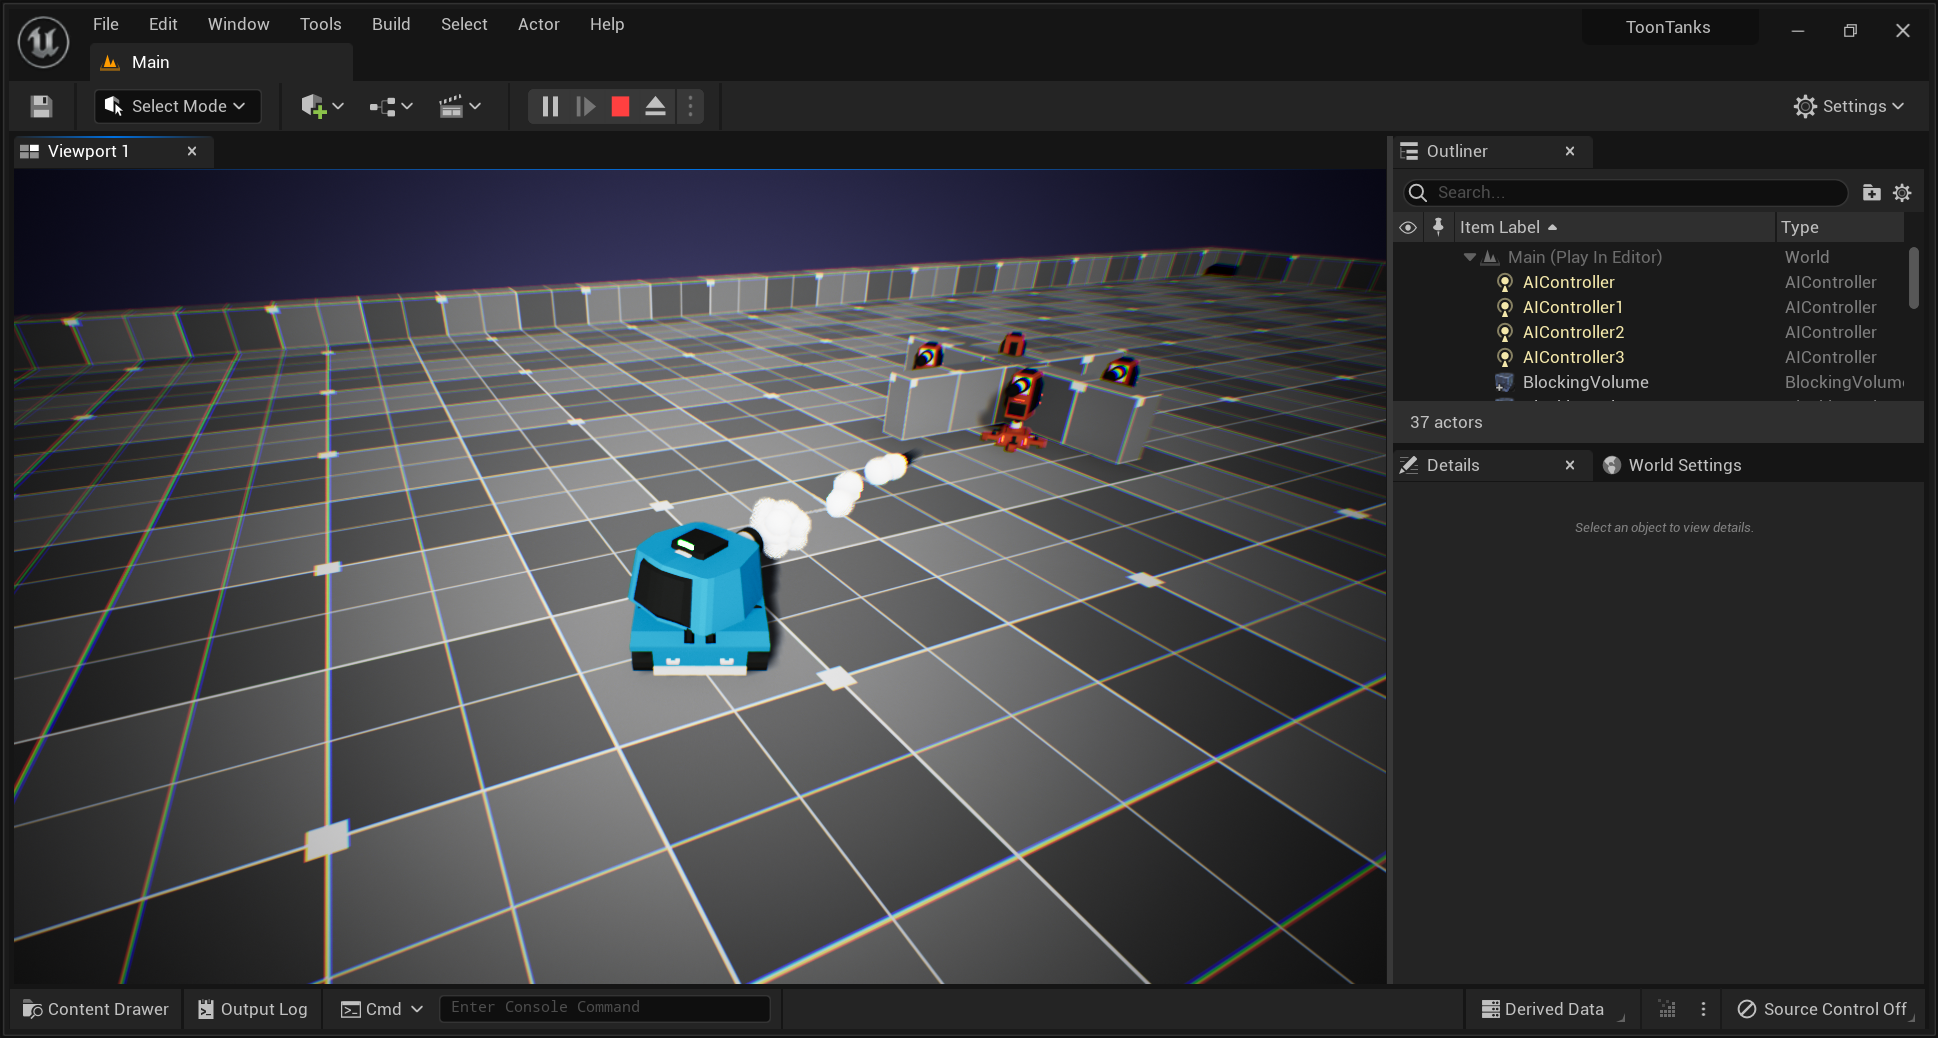 File Edit Window Tools Build Select Actor Help
ToonTanks
Main
Select Mode
Settings
Viewport 1
Outliner
Search...
Item Label Type
Main (Play In Editor) World
AIController AIController
AIController1 AIController
AIController2 AIController
AIController3 AIController
BlockingVolume BlockingVolum
37 actors
Details World Settings
Select an object to view details.
Content Drawer Output Log Cmd Enter Console Command Derived Data Source Control Off